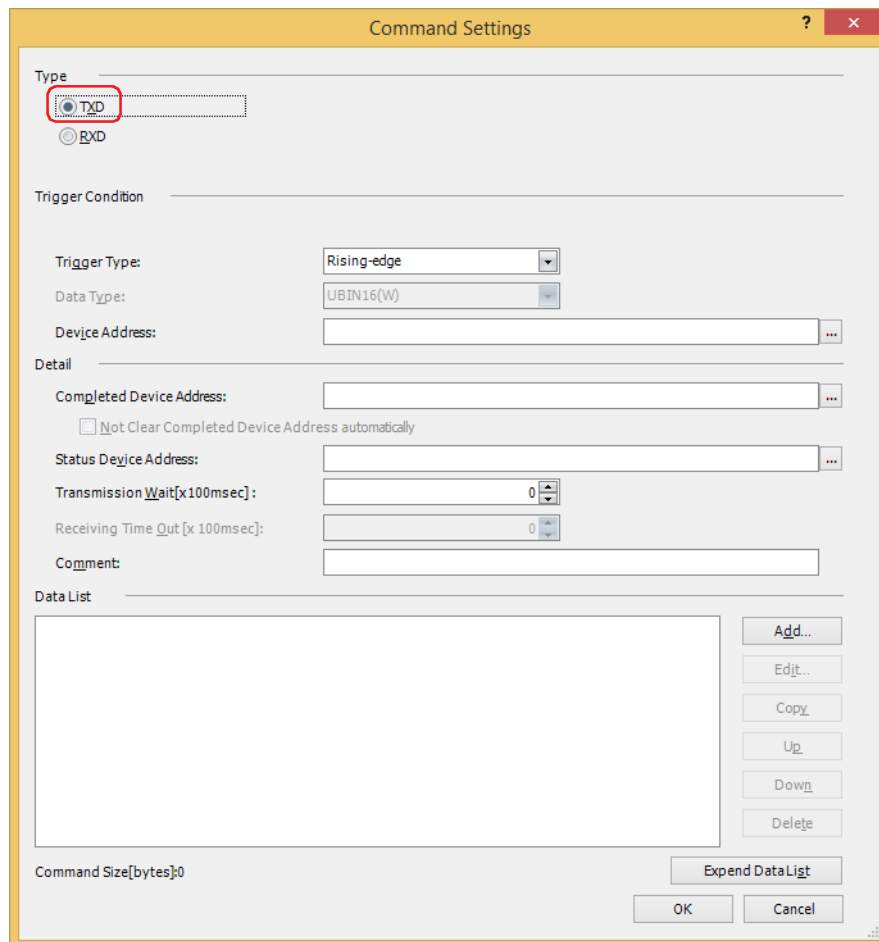 Command Settings
?
×
Type
TXD
RXD
Trigger Condition
Trigger Type: Rising-edge
Data Type: UBIN16(W)
Device Address: ...
Detail
Completed Device Address: ...
Not Clear Completed Device Address automatically
Status Device Address: ...
Transmission Wait[x100msec] : 0
Receiving Time Out [x 100msec]: 0
Comment:
Data List
Add...
Edit...
Copy
Up
Down
Delete
Command Size[bytes]:0
Expend Data List
OK Cancel